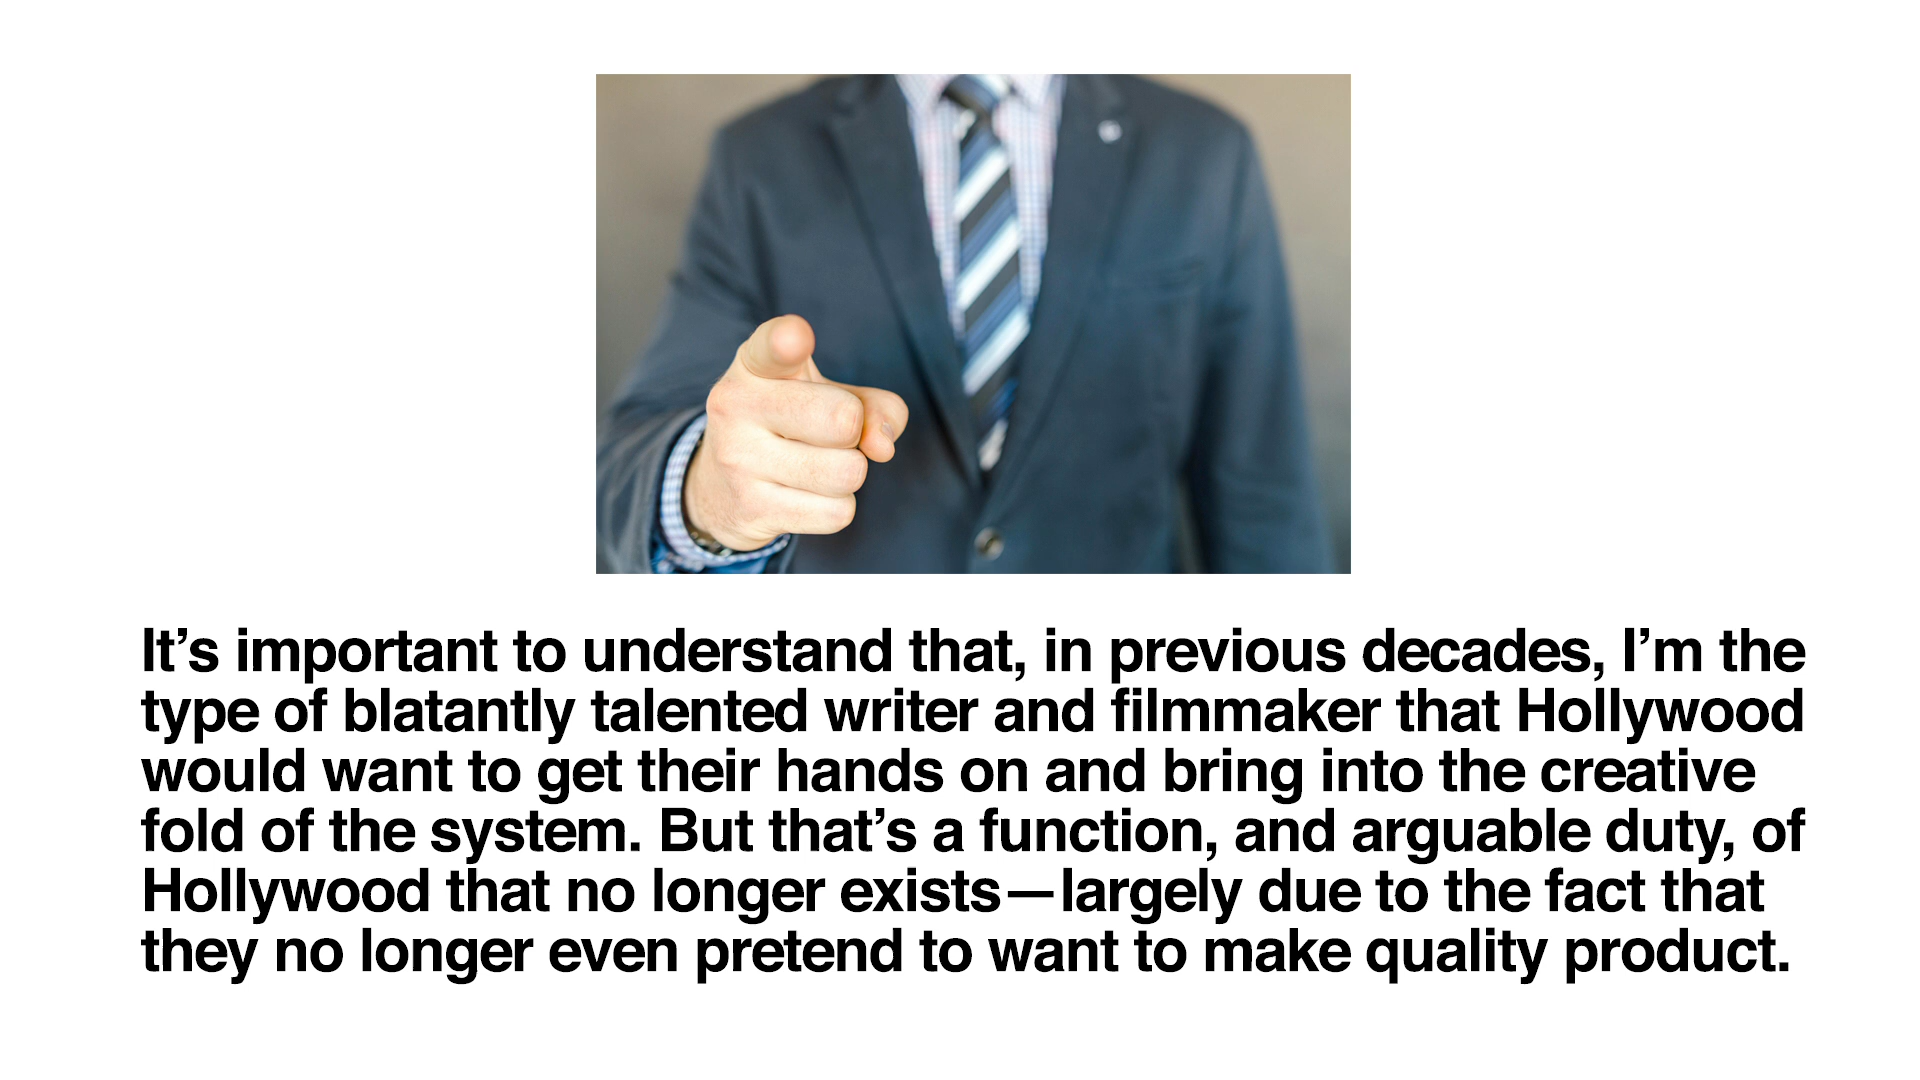 It’s important to understand that, in previous decades, I’m the
type of blatantly talented writer and filmmaker that Hollywood
would want to get their hands on and bring into the creative
fold of the system. But that’s a function, and arguable duty, of
Hollywood that no longer exists—largely due to the fact that
they no longer even pretend to want to make quality product.